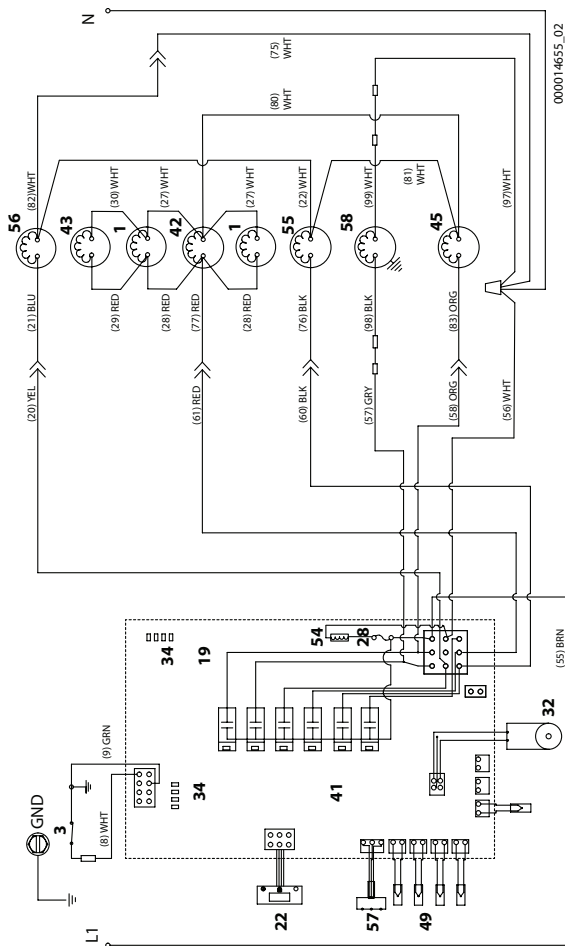 N
(75)
WHT
(80)
WHT
000014655_02
56
43
1
42
1
55
58
45
(82)WHT
(30) WHT
(27) WHT
(27) WHT
(22) WHT
(99) WHT
(81)
WHT
(97)WHT
(21) BLU
(29) RED
(28) RED
(77) RED
(28) RED
(76) BLK
(98) BLK
(83) ORG
(20) YEL
(61) RED
(60) BLK
(57) GRY
(58) ORG
(56) WHT
34
19
54
28
(55) BRN
GND
3
(9) GRN
(8) WHT
34
41
32
22
57
49
L1